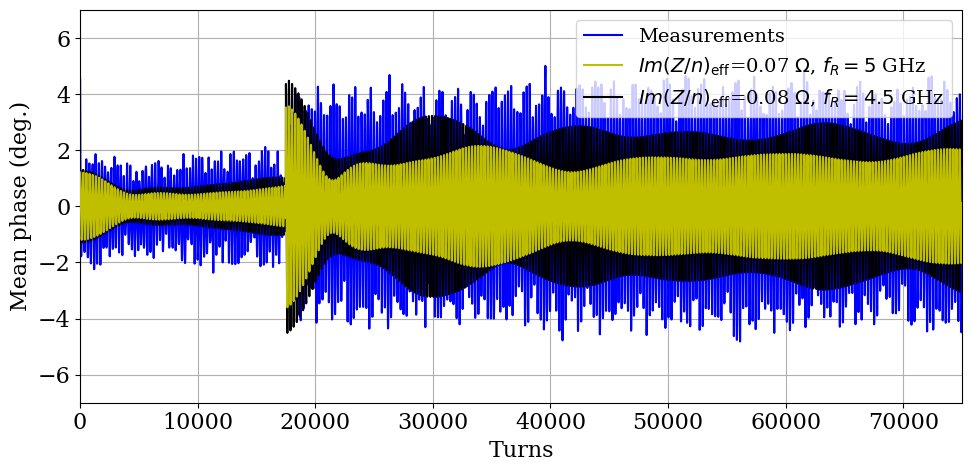 Measurements
Im(Z/n)eff=0.07 Ω, fR = 5 GHz
Im(Z/n)eff=0.08 Ω, fR = 4.5 GHz
Mean phase (deg.)
6
4
2
0
−2
−4
−6
0 10000 20000 30000 40000 50000 60000 70000
Turns